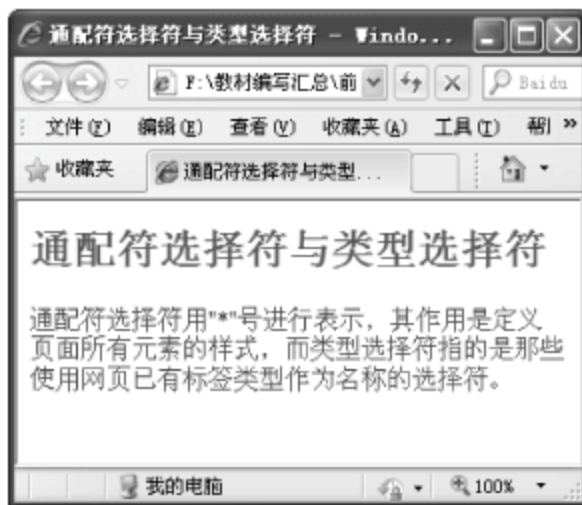 通配符选择符与类型选择符 - Windo...
F:\教材编写汇总\前
Baidu
文件(F) 编辑(E) 查看(V) 收藏夹(A) 工具(T) 帮 »
收藏夹 通配符选择符与类型...
通配符选择符与类型选择符
通配符选择符用"*"号进行表示，其作用是定义
页面所有元素的样式，而类型选择符指的是那些
使用网页已有标签类型作为名称的选择符。
我的电脑 100%